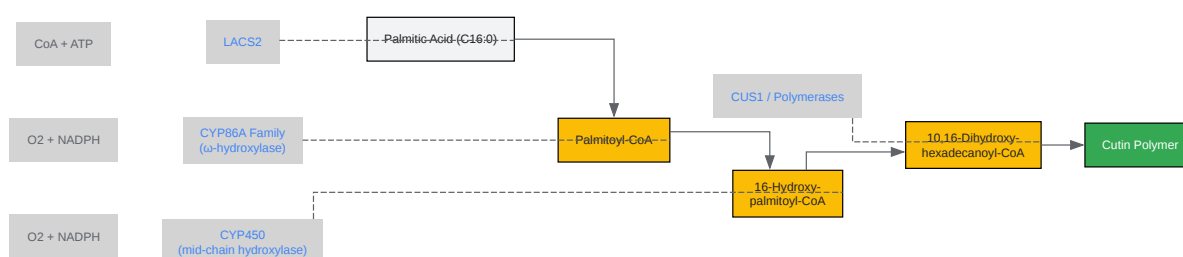 CoA + ATP
LACS2
Palmitic Acid (C16:0)
CUS1 / Polymerases
O2 + NADPH
CYP86A Family
(ω-hydroxylase)
Palmitoyl-CoA
10,16-Dihydroxy-
hexadecanoyl-CoA
Cutin Polymer
16-Hydroxy-
palmitoyl-CoA
O2 + NADPH
CYP450
(mid-chain hydroxylase)